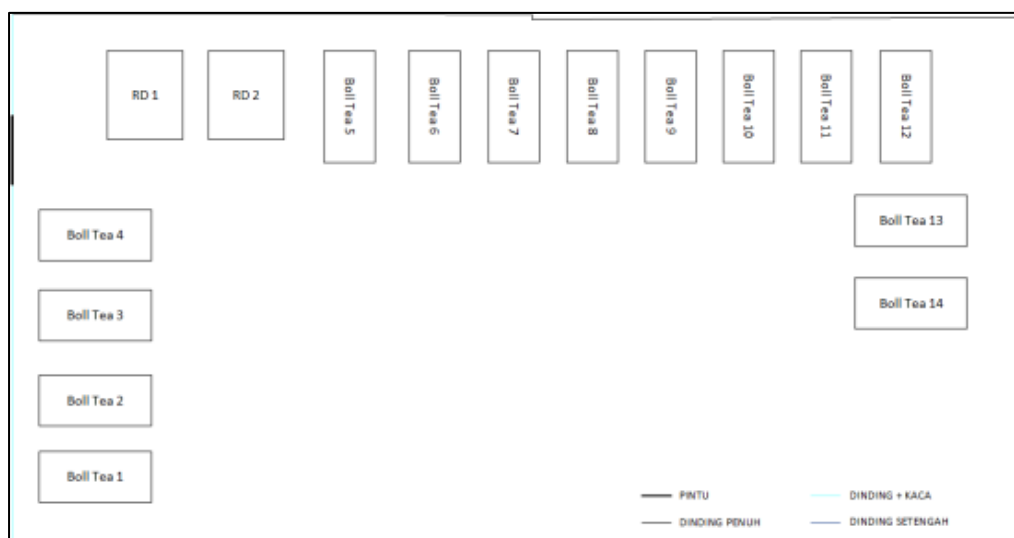 RD 1
RD 2
Boll Tea 5
Boll Tea 6
Boll Tea 7
Boll Tea 8
Boll Tea 9
Boll Tea 10
Boll Tea 11
Boll Tea 12
Boll Tea 4
Boll Tea 13
Boll Tea 3
Boll Tea 14
Boll Tea 2
Boll Tea 1
PINTU
DINDING + KACA
DINDING PENUH
DINDING SETENGAH